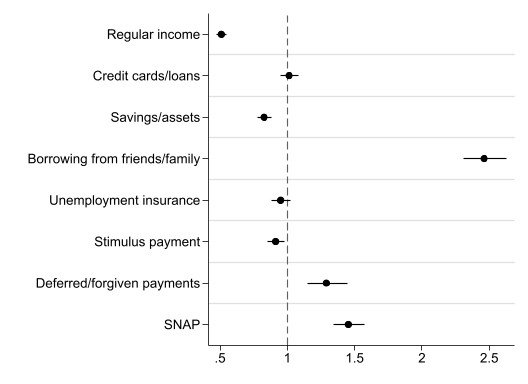 Regular income
Credit cards/loans
Savings/assets
Borrowing from friends/family
Unemployment insurance
Stimulus payment
Deferred/forgiven payments
SNAP
.5 1 1.5 2 2.5